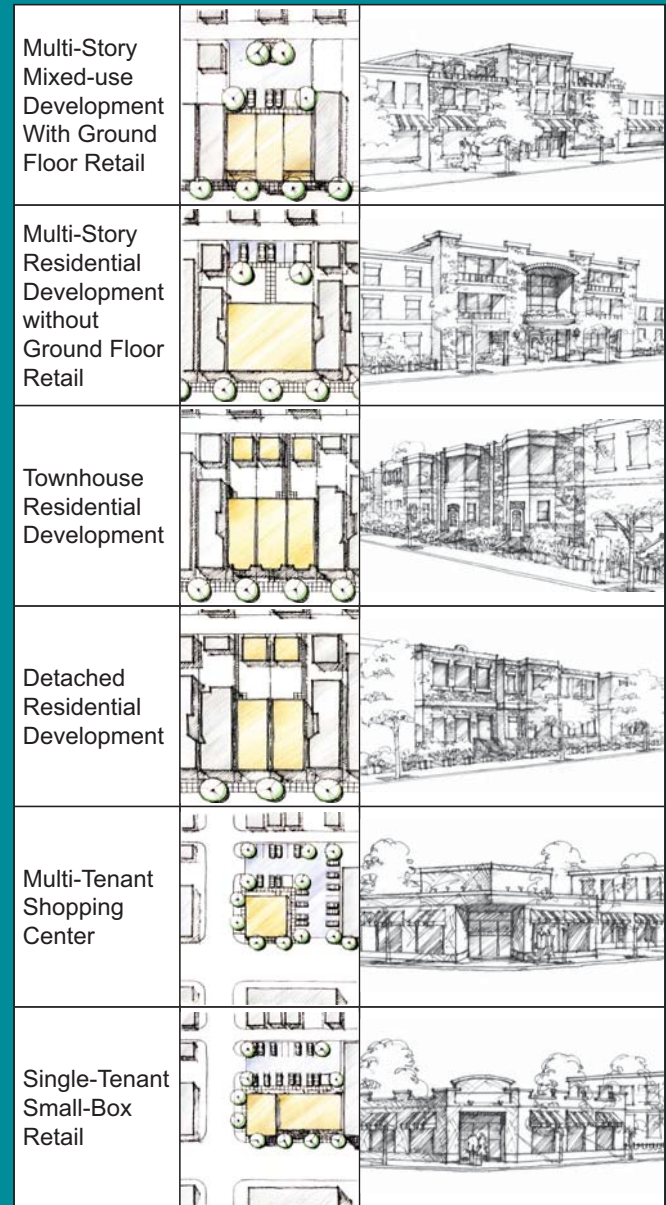 Multi-Story
Mixed-use
Development
With Ground
Floor Retail
Multi-Story
Residential
Development
without
Ground Floor
Retail
Townhouse
Residential
Development
Detached
Residential
Development
Multi-Tenant
Shopping
Center
Single-Tenant
Small-Box
Retail